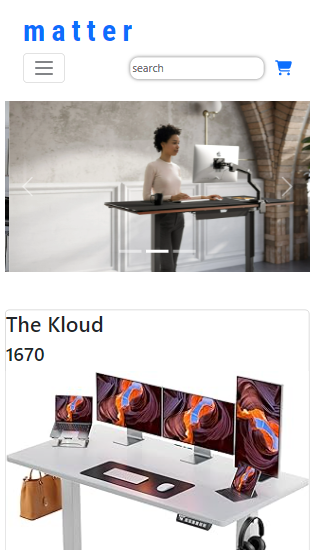 matter
search
The Kloud
1670